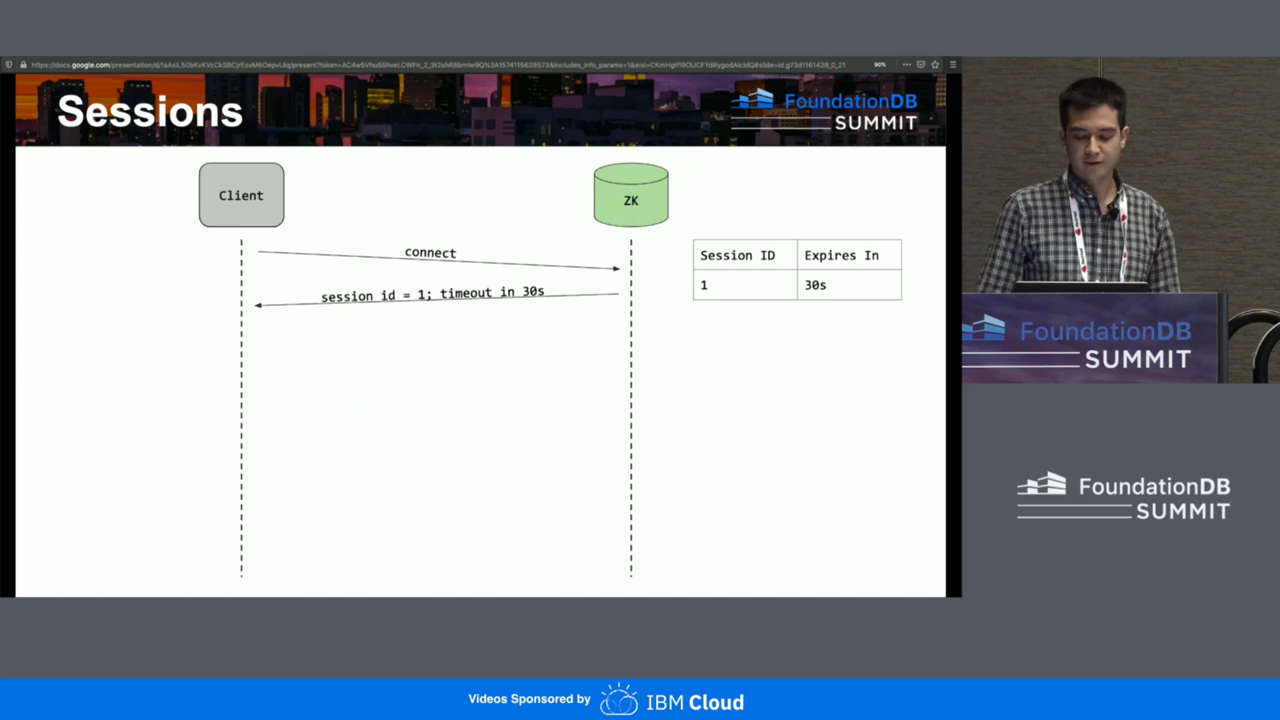 Sessions
FoundationDB
SUMMIT
Client
ZK
connect
session id = 1; timeout in 30s
Session ID
Expires In
1
30s
90%
FoundationDB
SUMMIT
FoundationDB
SUMMIT
Videos Sponsored by
IBM Cloud